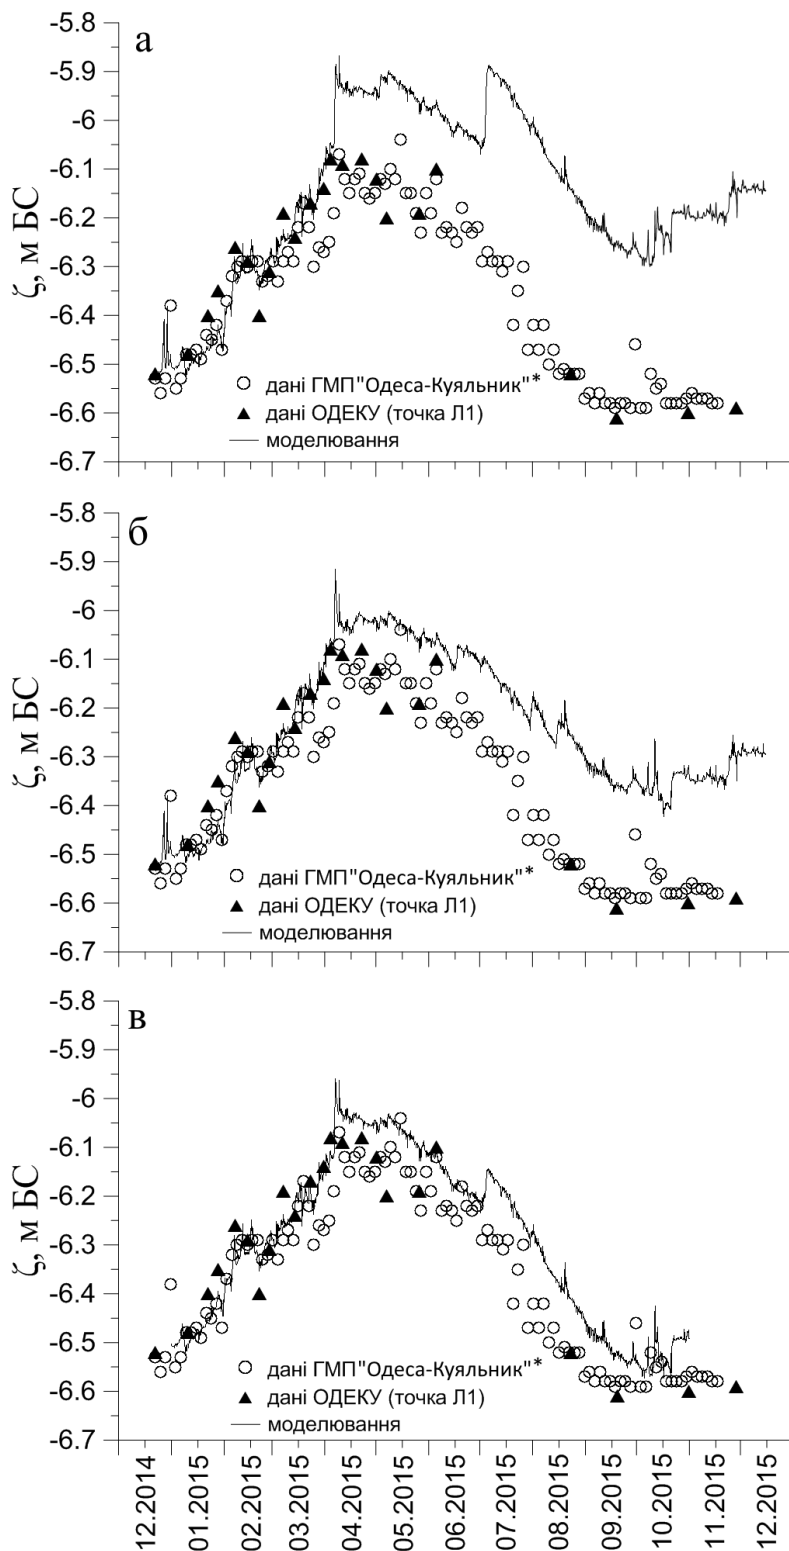 а
-5.8
-5.9
-6
-6.1
-6.2
-6.3
-6.4
-6.5
-6.6
-6.7
ζ, м БС
дані ГМП"Одеса-Куяльник"*
дані ОДЕКУ (точка Л1)
моделювання
б
-5.8
-5.9
-6
-6.1
-6.2
-6.3
-6.4
-6.5
-6.6
-6.7
ζ, м БС
дані ГМП"Одеса-Куяльник"*
дані ОДЕКУ (точка Л1)
моделювання
в
-5.8
-5.9
-6
-6.1
-6.2
-6.3
-6.4
-6.5
-6.6
-6.7
ζ, м БС
дані ГМП"Одеса-Куяльник"*
дані ОДЕКУ (точка Л1)
моделювання
12.2014
01.2015
02.2015
03.2015
04.2015
05.2015
06.2015
07.2015
08.2015
09.2015
10.2015
11.2015
12.2015